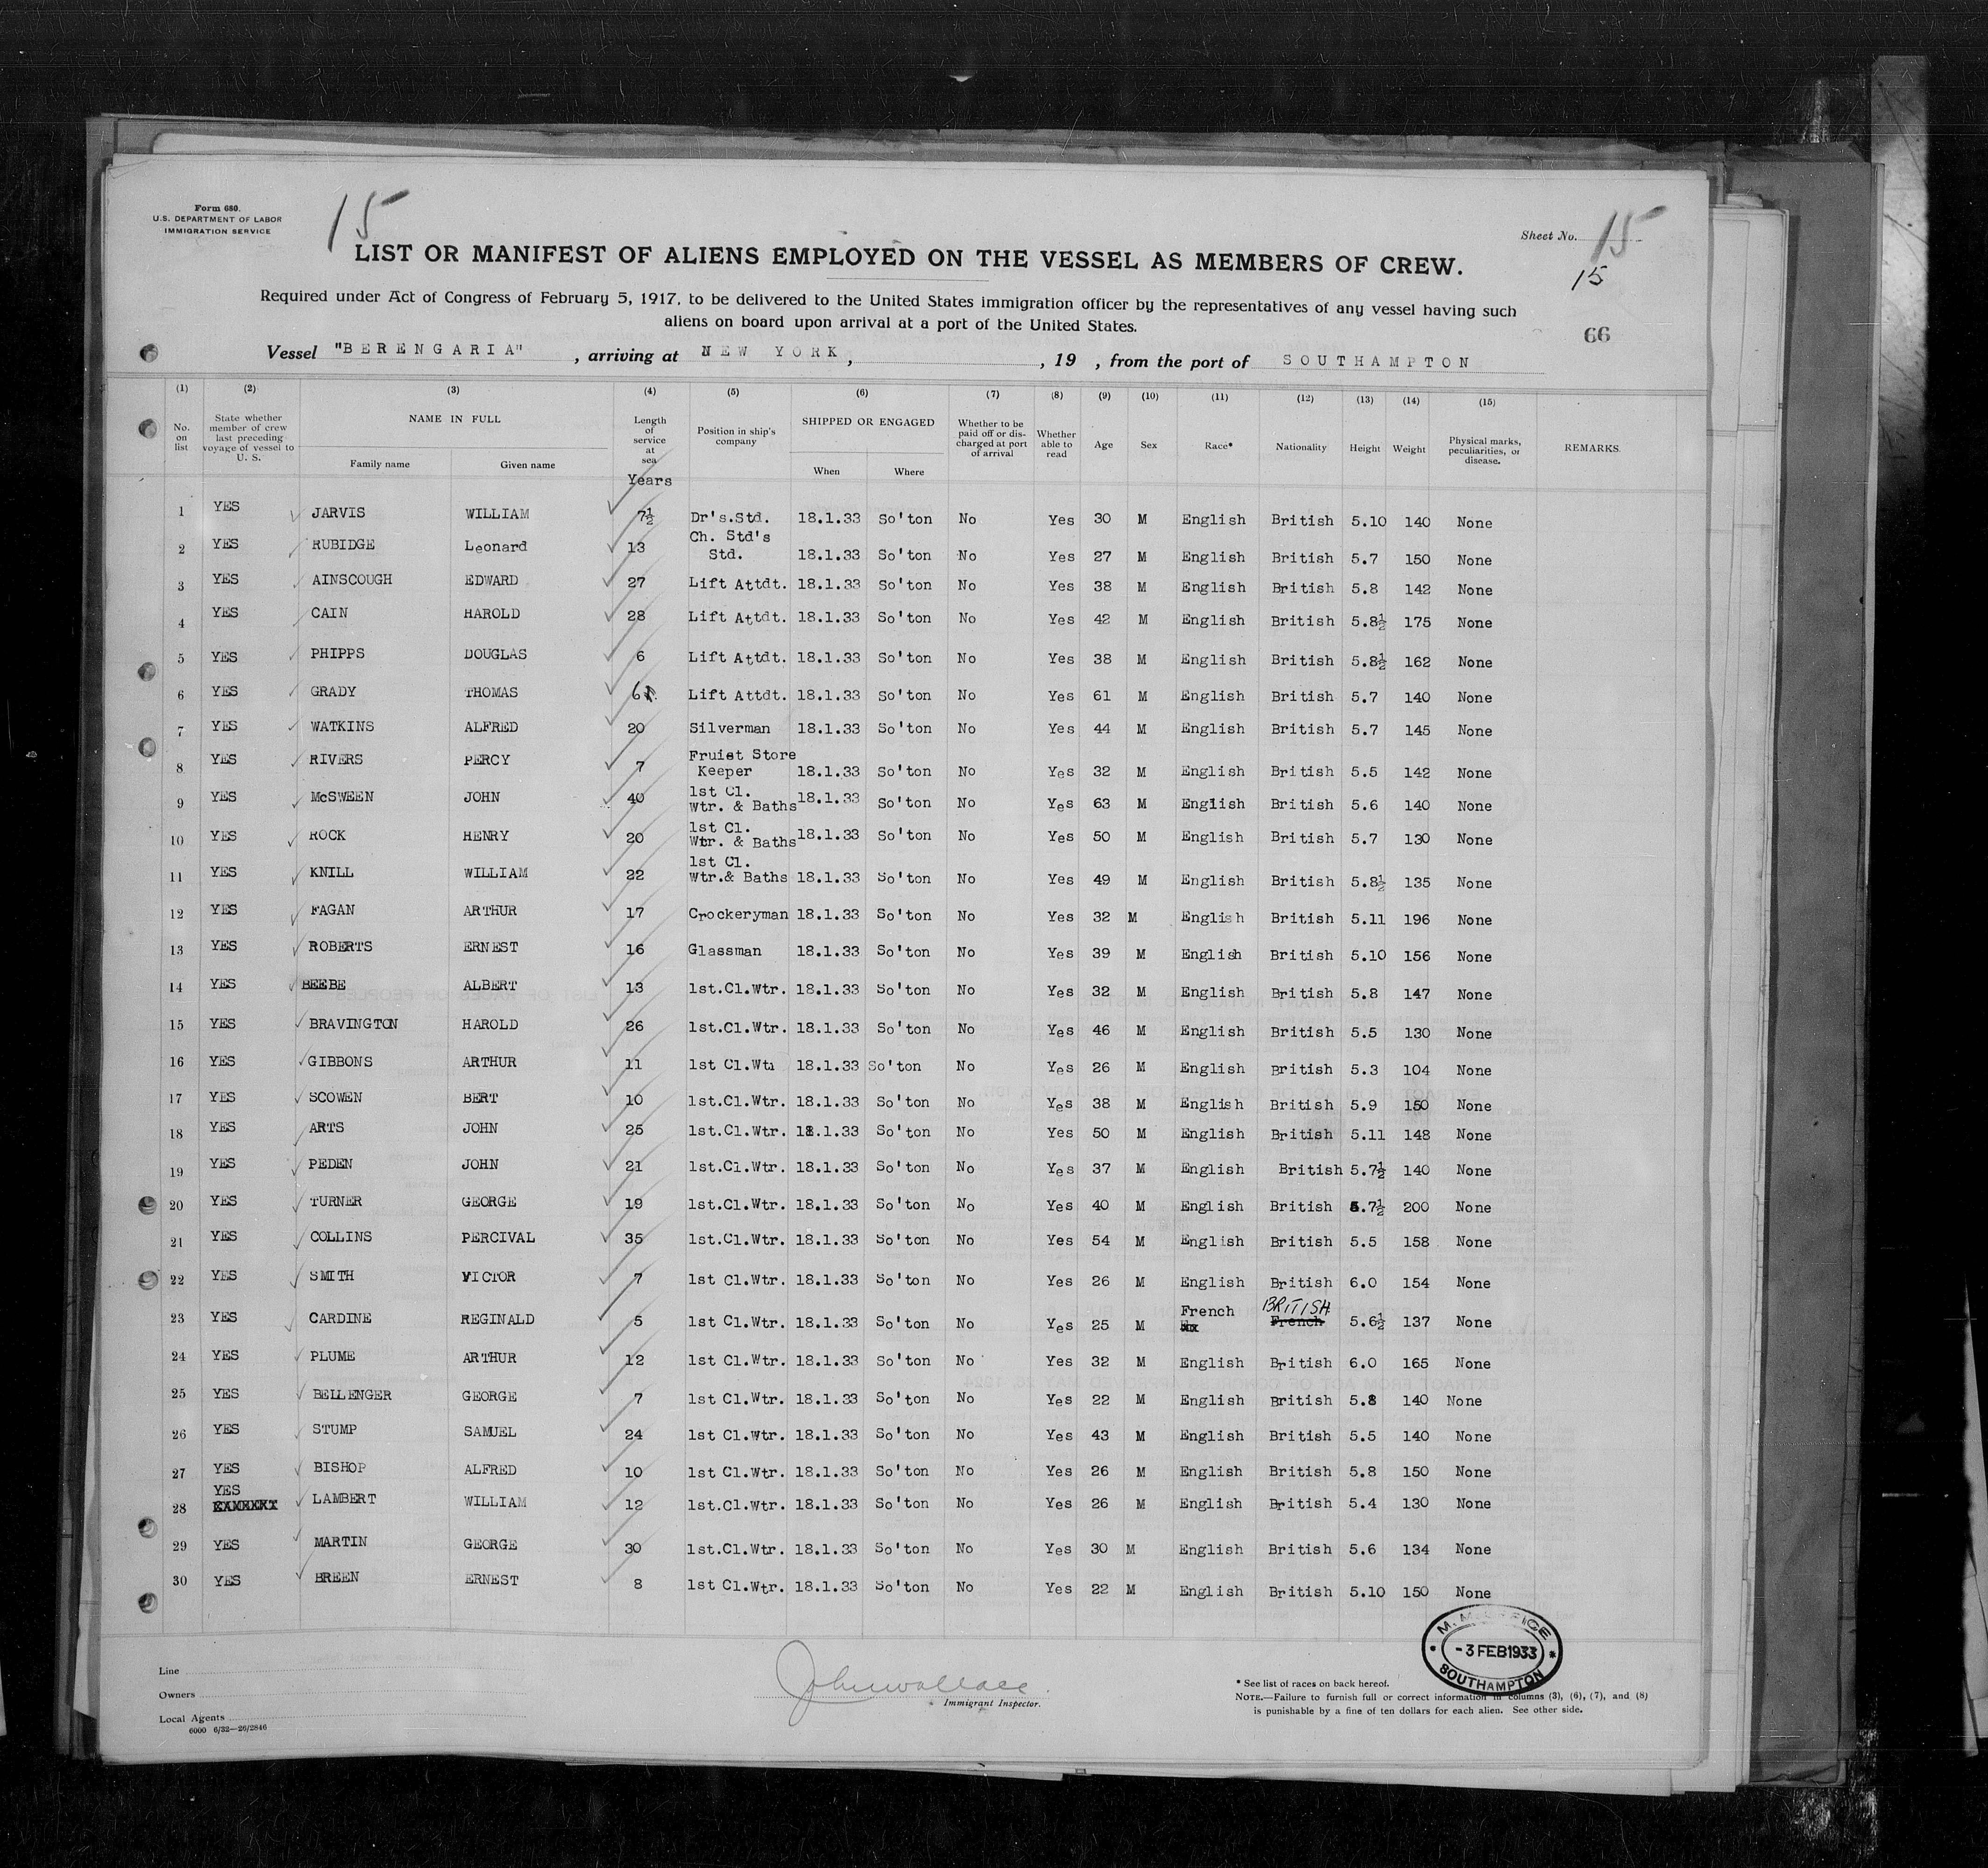 15
Form 680.
U.S. DEPARTMENT OF LABOR
IMMIGRATION SERVICE
Sheet No. 15
15
LIST OR MANIFEST OF ALIENS EMPLOYED ON THE VESSEL AS MEMBERS OF CREW.
Required under Act of Congress of February 5, 1917, to be delivered to the United States immigration officer by the representatives of any vessel having such
aliens on board upon arrival at a port of the United States.
66
Vessel "BERENGARIA" , arriving at NEW YORK, , 19 , from the port of SOUTHAMPTON
(1) (2) (3) (4) (5) (6) (7) (8) (9) (10) (11) (12) (13) (14) (15)
No. on list
State whether member of crew last preceding voyage of vessel to U. S.
NAME IN FULL
Family name Given name
Length of service at sea
Years
Position in ship's company
SHIPPED OR ENGAGED
When Where
Whether to be paid off or discharged at port of arrival
Whether able to read
Age
Sex
Race*
Nationality
Height
Weight
Physical marks, peculiarities, or disease.
REMARKS.
1 YES JARVIS WILLIAM 7½ Dr's.Std. 18.1.33 So'ton No Yes 30 M English British 5.10 140 None
2 YES RUBIDGE Leonard 13 Ch. Std's Std. 18.1.33 So'ton No Yes 27 M English British 5.7 150 None
3 YES AINSCOUGH EDWARD 27 Lift Attdt. 18.1.33 So'ton No Yes 38 M English British 5.8 142 None
4 YES CAIN HAROLD 28 Lift Attdt. 18.1.33 So'ton No Yes 42 M English British 5.8½ 175 None
5 YES PHIPPS DOUGLAS 6 Lift Attdt. 18.1.33 So'ton No Yes 38 M English British 5.8½ 162 None
6 YES GRADY THOMAS Lift Attdt. 18.1.33 So'ton No Yes 61 M English British 5.7 140 None
7 YES WATKINS ALFRED 20 Silverman 18.1.33 So'ton No Yes 44 M English British 5.7 145 None
8 YES RIVERS PERCY 7 Fruist Store Keeper 18.1.33 So'ton No Yes 32 M English British 5.5 142 None
9 YES McSWEEN JOHN 40 1st Cl. Wtr. & Baths 18.1.33 So'ton No Yes 63 M English British 5.6 140 None
10 YES ROCK HENRY 20 1st Cl. Wtr. & Baths 18.1.33 So'ton No Yes 50 M English British 5.7 130 None
11 YES KNILL WILLIAM 22 1st Cl. Wtr.& Baths 18.1.33 So'ton No Yes 49 M English British 5.8½ 135 None
12 YES FAGAN ARTHUR 17 Crockeryman 18.1.33 So'ton No Yes 32 M English British 5.11 196 None
13 YES ROBERTS ERNEST 16 Glassman 18.1.33 So'ton No Yes 39 M English British 5.10 156 None
14 YES BEEBE ALBERT 13 1st.Cl.Wtr. 18.1.33 So'ton No Yes 32 M English British 5.8 147 None
15 YES BRAVINGTON HAROLD 26 1st.Cl.Wtr. 18.1.33 So'ton No Yes 46 M English British 5.5 130 None
16 YES GIBBONS ARTHUR 11 1st Cl.Wtr 18.1.33 So'ton No Yes 26 M English British 5.3 104 None
17 YES SCOWEN BERT 10 1st.Cl.Wtr. 18.1.33 So'ton No Yes 38 M English British 5.9 150 None
18 YES ARTS JOHN 25 1st.Cl.Wtr. 18.1.33 So'ton No Yes 50 M English British 5.11 148 None
19 YES PEDEN JOHN 21 1st.Cl.Wtr. 18.1.33 So'ton No Yes 37 M English British 5.7½ 140 None
20 YES TURNER GEORGE 19 1st.Cl.Wtr. 18.1.33 So'ton No Yes 40 M English British 5.7½ 200 None
21 YES COLLINS PERCIVAL 35 1st.Cl.Wtr. 18.1.33 So'ton No Yes 54 M English British 5.5 158 None
22 YES SMITH VICTOR 7 1st Cl.Wtr. 18.1.33 So'ton No Yes 26 M English British 6.0 154 None
23 YES CARDINE REGINALD 5 1st Cl.Wtr. 18.1.33 So'ton No Yes 25 M French BRITISH French 5.6½ 137 None
24 YES PLUME ARTHUR 12 1st Cl.Wtr. 18.1.33 So'ton No Yes 32 M English British 6.0 165 None
25 YES BELLENGER GEORGE 7 1st Cl.Wtr. 18.1.33 So'ton No Yes 22 M English British 5.8 140 None
26 YES STUMP SAMUEL 24 1st Cl.Wtr. 18.1.33 So'ton No Yes 43 M English British 5.5 140 None
27 YES BISHOP ALFRED 10 1st Cl.Wtr. 18.1.33 So'ton No Yes 26 M English British 5.8 150 None
28 YES LAMBERT WILLIAM 12 1st.Cl.Wtr. 18.1.33 So'ton No Yes 26 M English British 5.4 130 None
29 YES MARTIN GEORGE 30 1st.Cl.Wtr. 18.1.33 So'ton No Yes 30 M English British 5.6 134 None
30 YES BREEN ERNEST 8 1st Cl.Wtr. 18.1.33 So'ton No Yes 22 M English British 5.10 150 None
Line
Owners
Local Agents
6000 6/32—26/2846
John Wallace.
Immigrant Inspector.
-3 FEB 1933
SOUTHAMPTON
* See list of races on back hereof.
NOTE.—Failure to furnish full or correct information in columns (3), (6), (7), and (8)
is punishable by a fine of ten dollars for each alien. See other side.